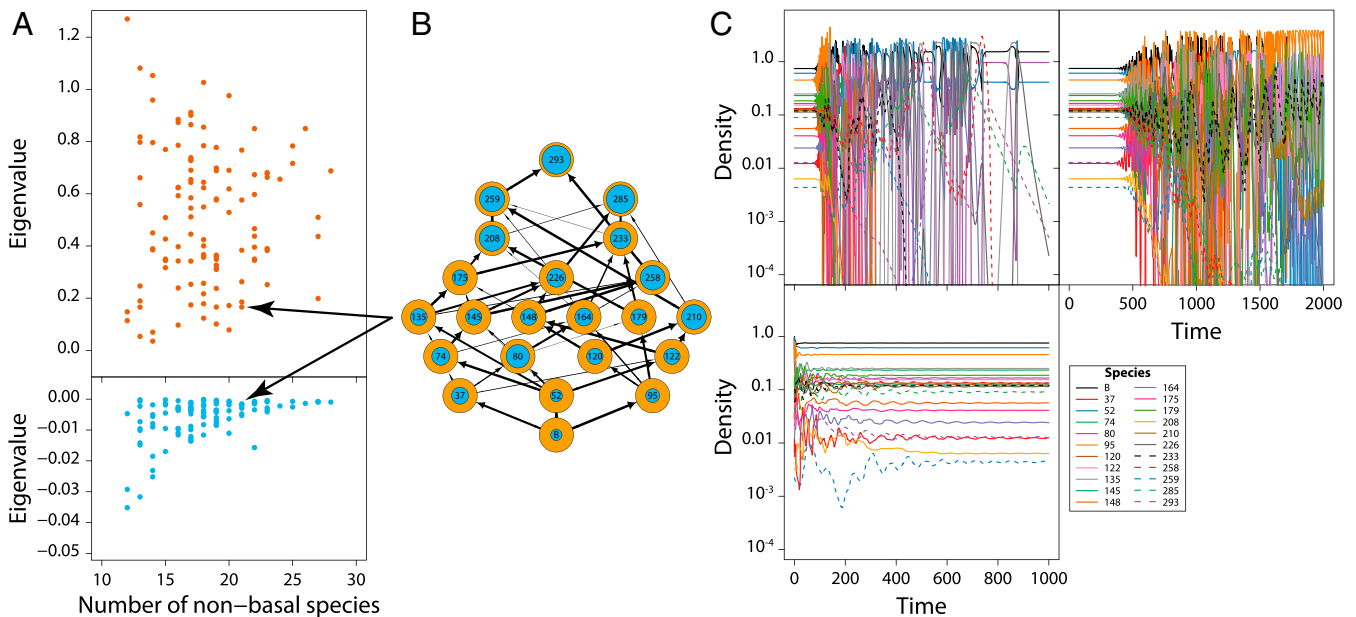 A
B
C
Eigenvalue
1.2
1.0
0.8
0.6
0.4
0.2
0.0
Eigenvalue
0.00
−0.01
−0.02
−0.03
−0.04
−0.05
10 15 20 25 30
Number of non−basal species
293
259 285
208 233
175 226 258
135 145 148 164 179 210
74 80 120 122
37 52 95
B
Density
1.0
0.1
0.01
10⁻³
10⁻⁴
Density
0 500 1000 1500 2000
Time
Density
1.0
0.1
0.01
10⁻³
10⁻⁴
0 200 400 600 800 1000
Time
Species
B 164
37 175
52 179
74 208
80 210
95 226
120 233
122 258
135 259
145 285
148 293